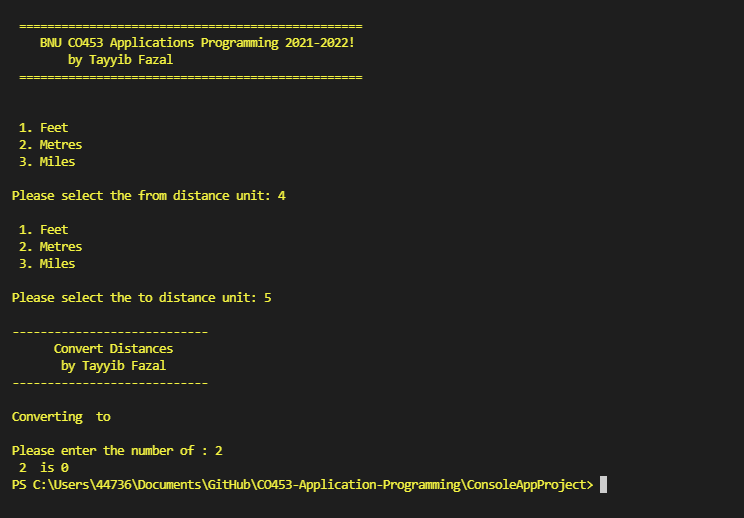 =================================================
BNU CO453 Applications Programming 2021-2022!
by Tayyib Fazal
=================================================
1. Feet
2. Metres
3. Miles
Please select the from distance unit: 4
1. Feet
2. Metres
3. Miles
Please select the to distance unit: 5
----------------------------
Convert Distances
by Tayyib Fazal
----------------------------
Converting  to
Please enter the number of : 2
2  is 0
PS C:\Users\44736\Documents\GitHub\CO453-Application-Programming\ConsoleAppProject>